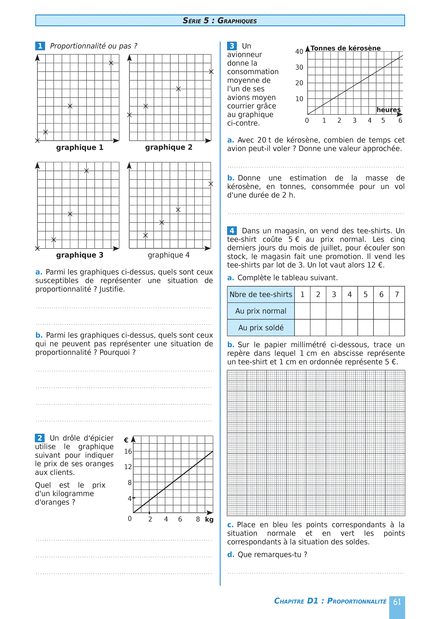 SÉRIE 5 : GRAPHIQUES
1 Proportionnalité ou pas ?
graphique 1
graphique 2
graphique 3
graphique 4
a. Parmi les graphiques ci-dessus, quels sont ceux
susceptibles de représenter une situation de
proportionnalité ? Justifie.
b. Parmi les graphiques ci-dessus, quels sont ceux
qui ne peuvent pas représenter une situation de
proportionnalité ? Pourquoi ?
2 Un drôle d'épicier
utilise le graphique
suivant pour indiquer
le prix de ses oranges
aux clients.
Quel est le prix
d'un kilogramme
d'oranges ?
€
16
12
8
4
0 2 4 6 8 kg
3 Un
avionneur
donne la
consommation
moyenne de
l'un de ses
avions moyen
courrier grâce
au graphique
ci-contre.
40 Tonnes de kérosène
30
20
10
heures
0 1 2 3 4 5 6
a. Avec 20 t de kérosène, combien de temps cet
avion peut-il voler ? Donne une valeur approchée.
b. Donne une estimation de la masse de
kérosène, en tonnes, consommée pour un vol
d'une durée de 2 h.
4 Dans un magasin, on vend des tee-shirts. Un
tee-shirt coûte 5 € au prix normal. Les cinq
derniers jours du mois de juillet, pour écouler son
stock, le magasin fait une promotion. Il vend les
tee-shirts par lot de 3. Un lot vaut alors 12 €.
a. Complète le tableau suivant.
Nbre de tee-shirts 1 2 3 4 5 6 7
Au prix normal
Au prix soldé
b. Sur le papier millimétré ci-dessous, trace un
repère dans lequel 1 cm en abscisse représente
un tee-shirt et 1 cm en ordonnée représente 5 €.
c. Place en bleu les points correspondants à la
situation normale et en vert les points
correspondants à la situation des soldes.
d. Que remarques-tu ?
CHAPITRE D1 : PROPORTIONNALITÉ 61